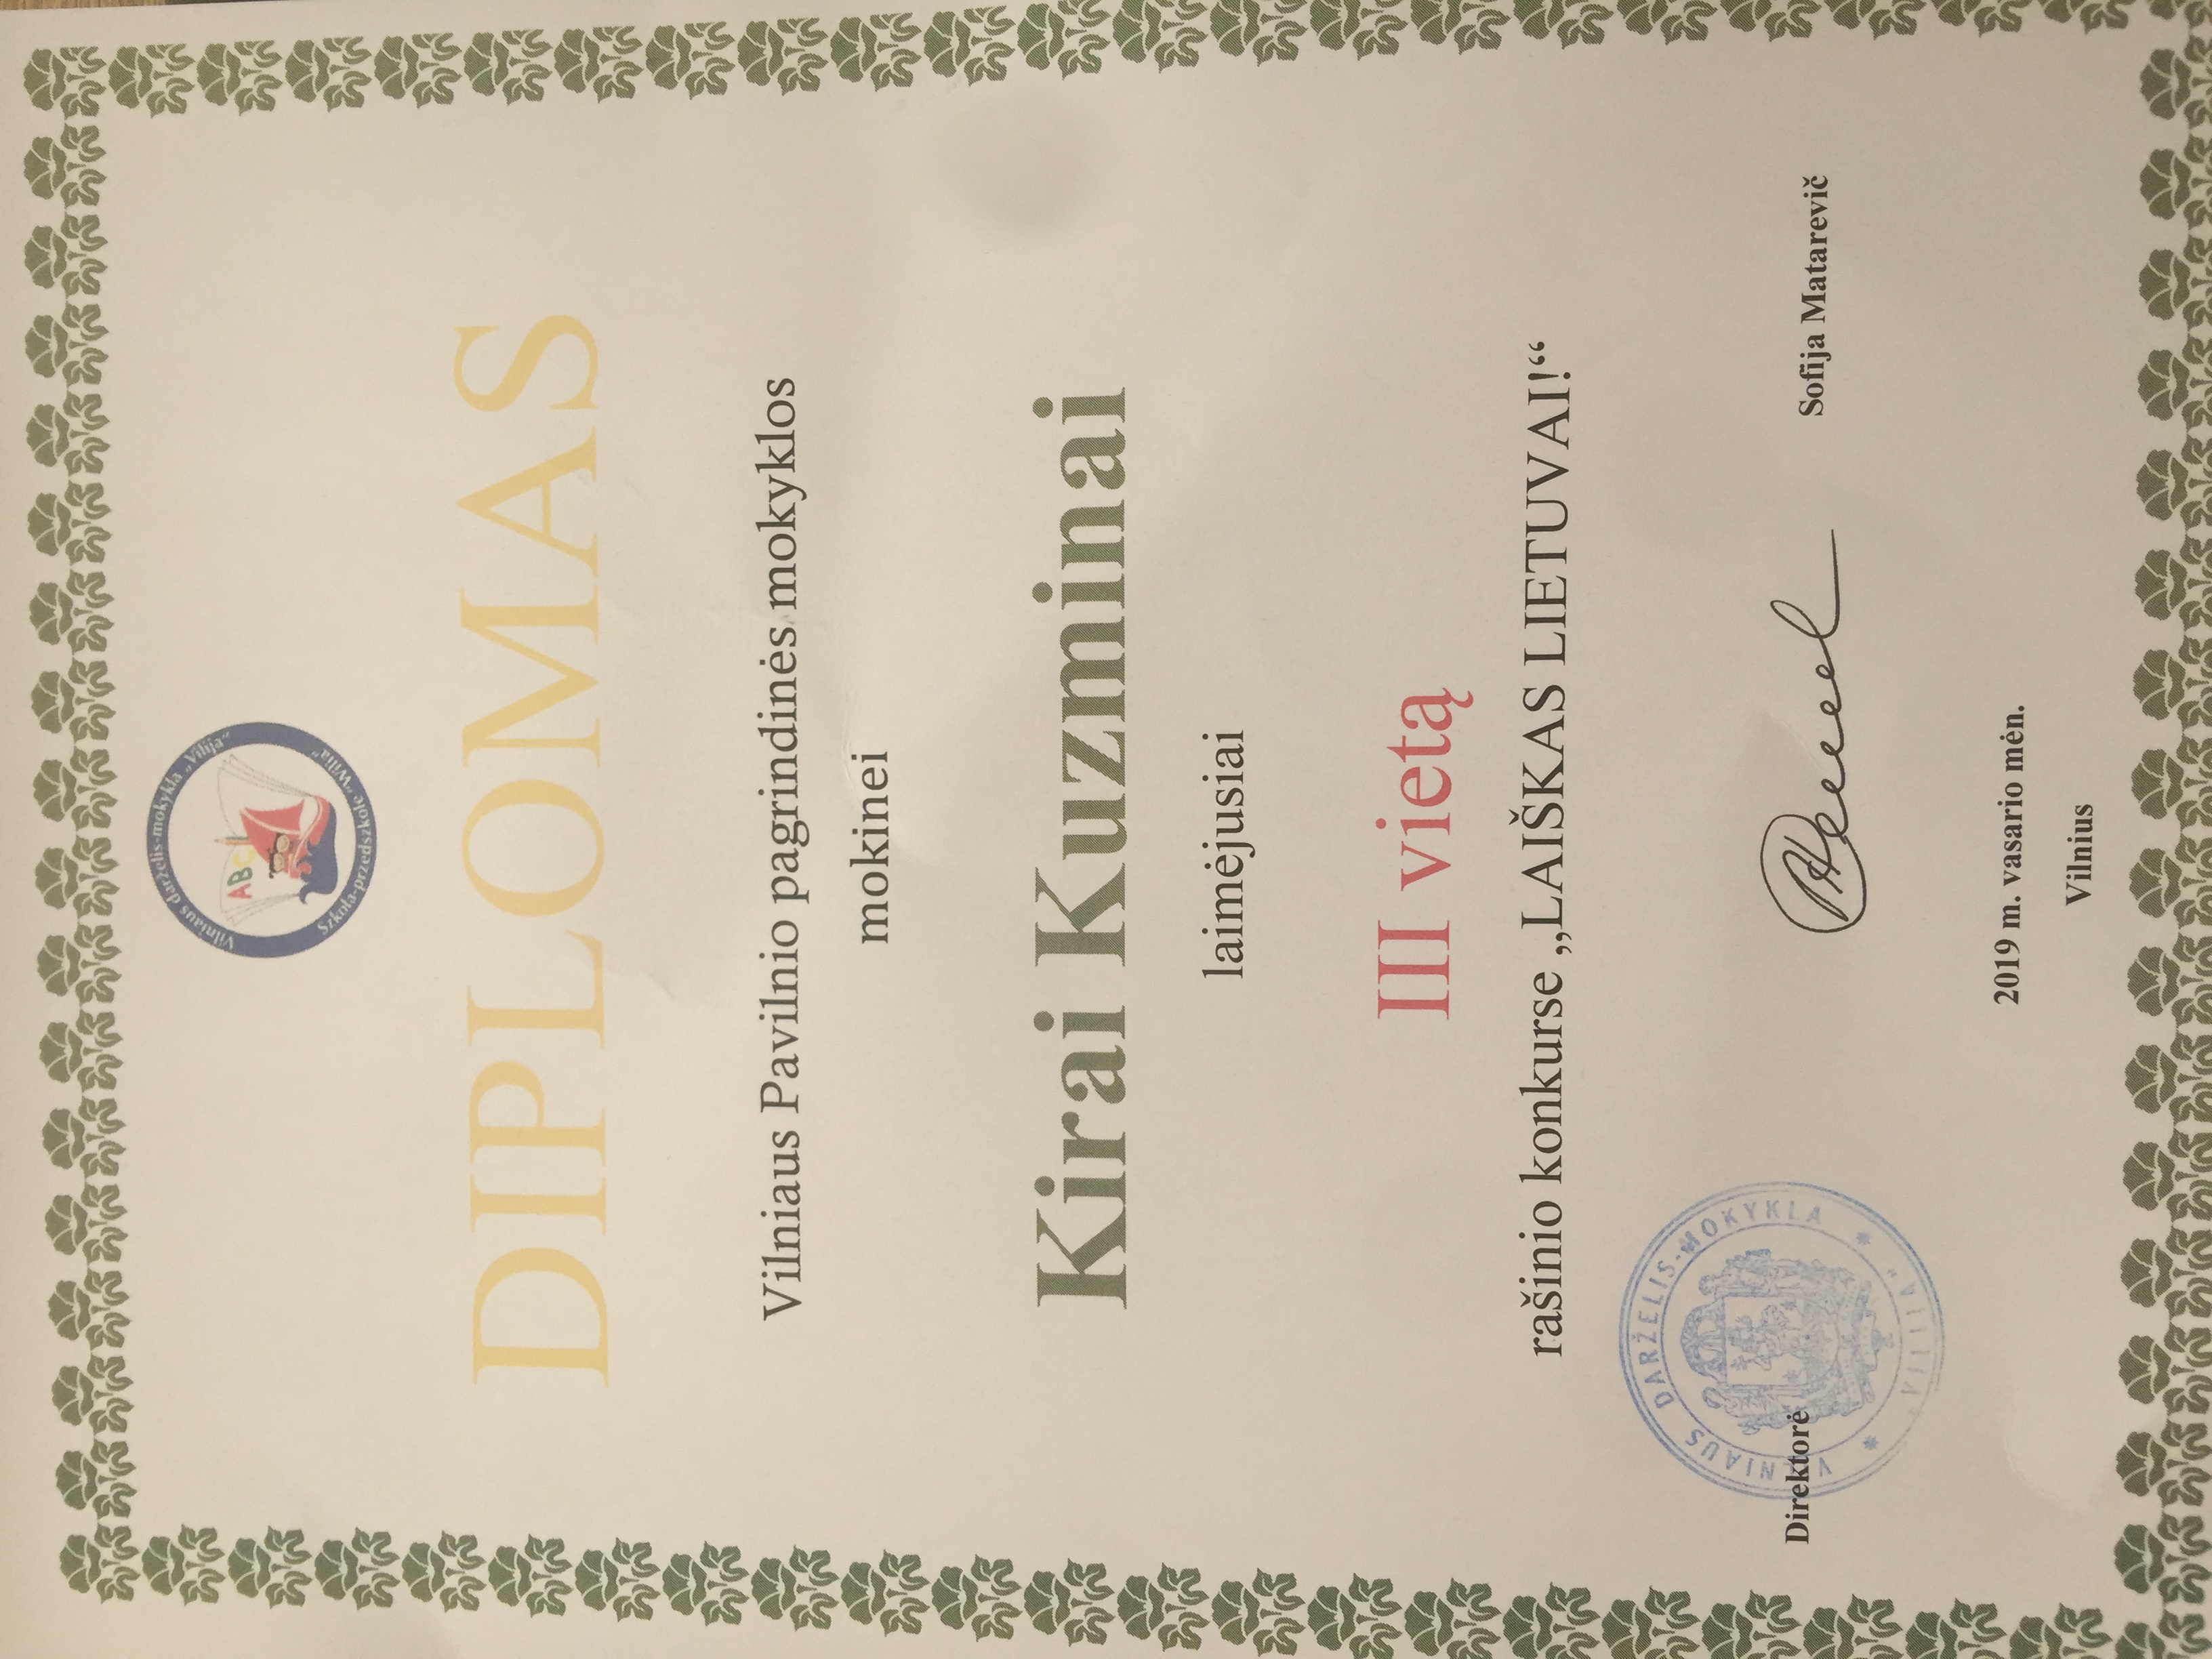 Vilniaus darželis-mokykla „Vilija“
Szkoła-przedszkole „Wilia“
ABC
DIPLOMAS
Vilniaus Pavilnio pagrindinės mokyklos
mokinei
Kirai Kuzminai
laimėjusiai
III vietą
rašinio konkurse „LAIŠKAS LIETUVAI!“
VILNIAUS DARŽELIS-MOKYKLA * „VILIJA“ *
Direktorė
Sofija Matarevič
2019 m. vasario mėn.
Vilnius